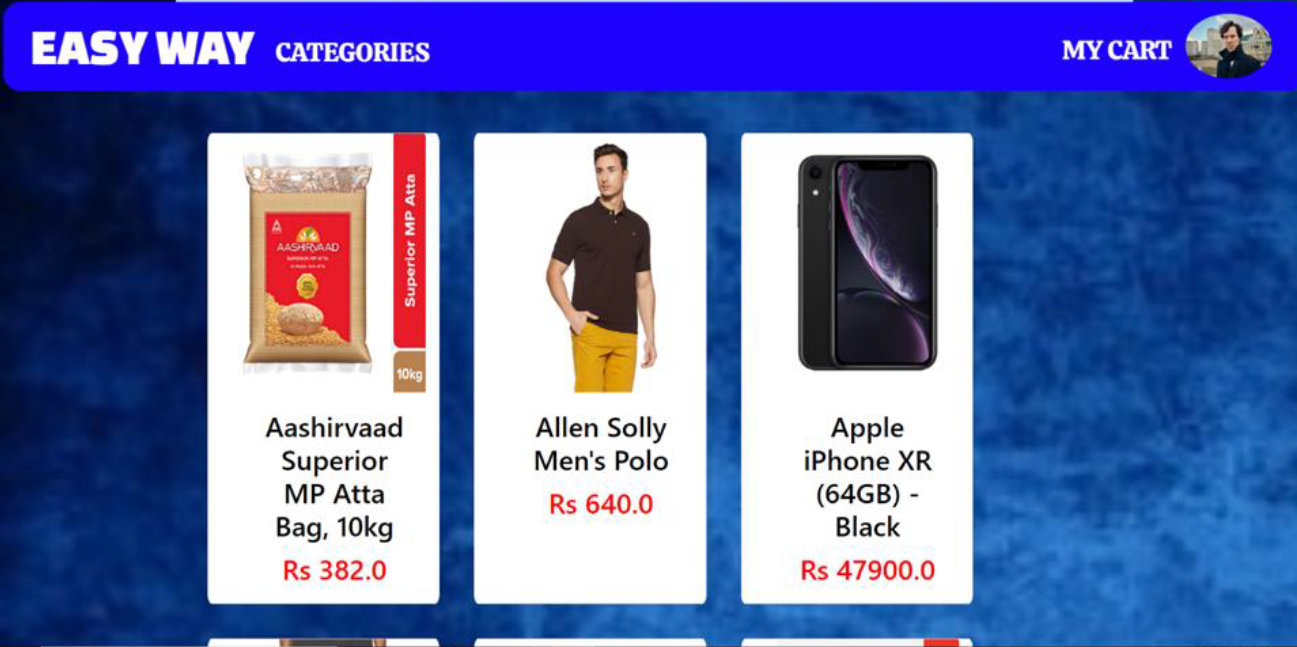 EASY WAY CATEGORIES MY CART
AASHIRVAAD
SUPERIOR MP ATTA
Superior MP Atta
10kg
Aashirvaad
Superior
MP Atta
Bag, 10kg
Rs 382.0
Allen Solly
Men's Polo
Rs 640.0
Apple
iPhone XR
(64GB) -
Black
Rs 47900.0